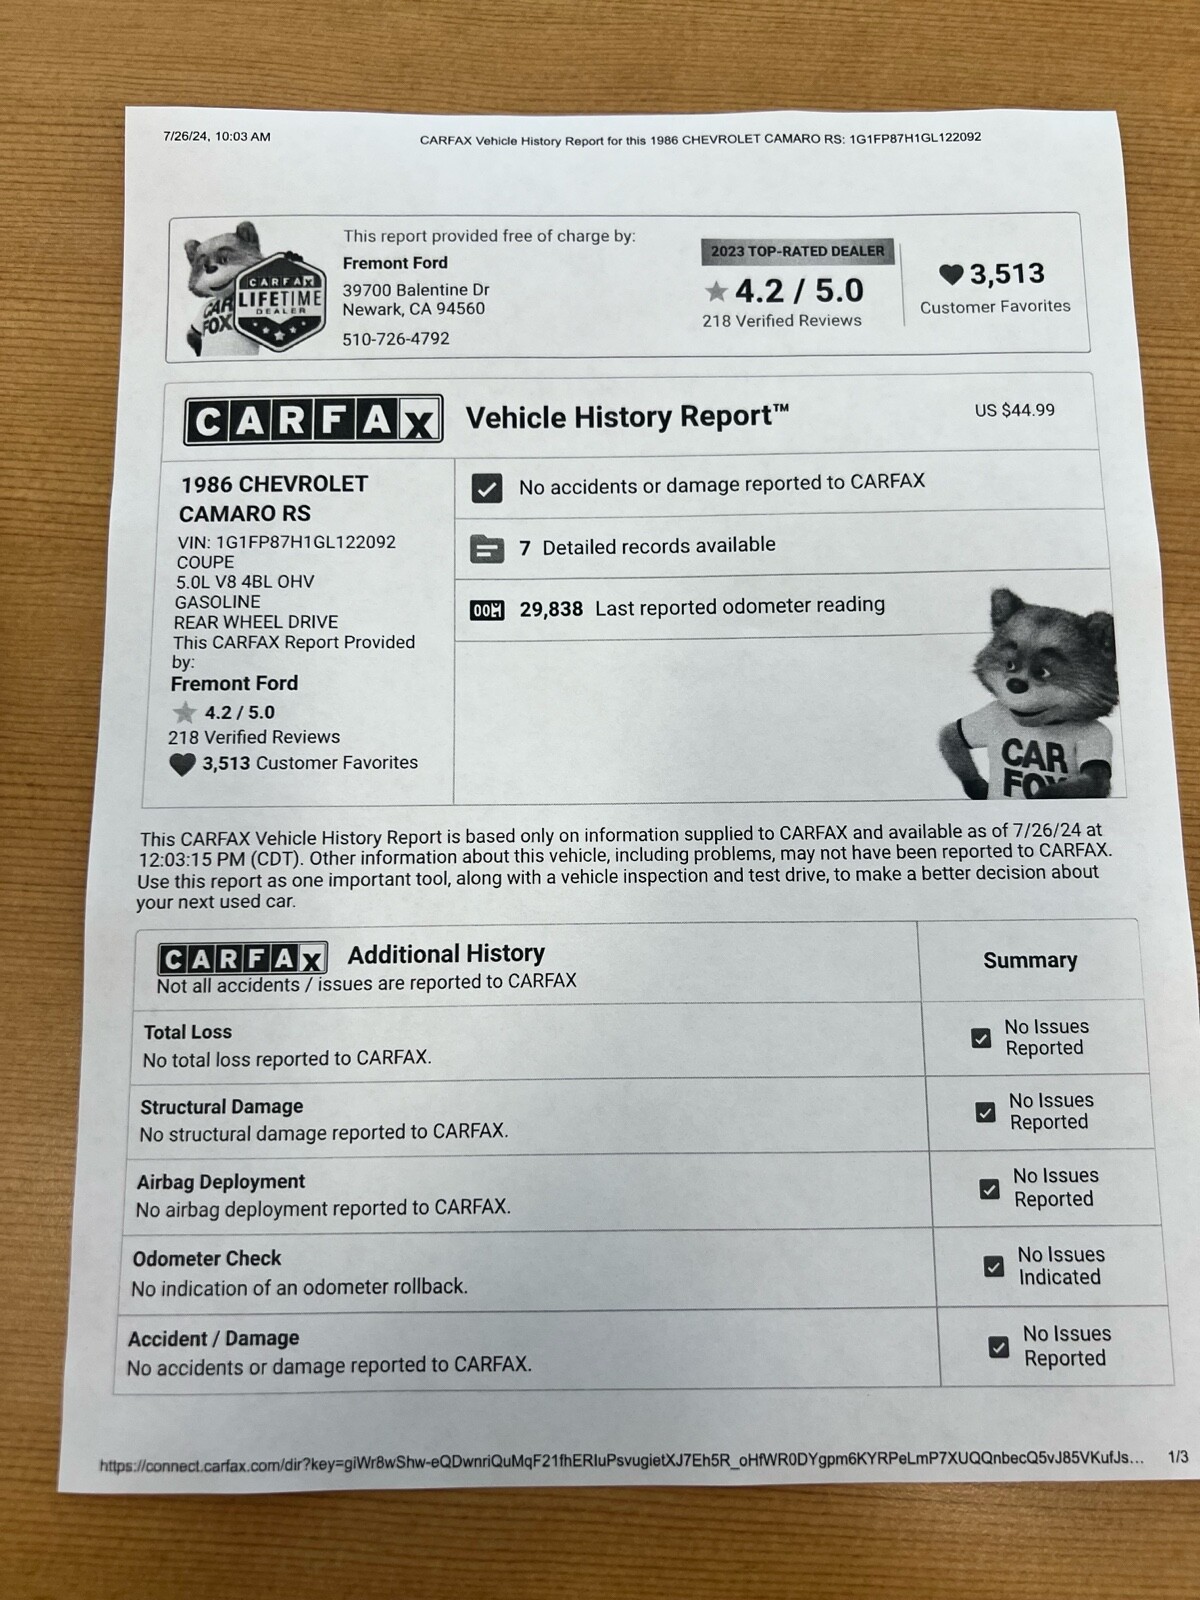 7/26/24, 10:03 AM
CARFAX Vehicle History Report for this 1986 CHEVROLET CAMARO RS: 1G1FP87H1GL122092
CARFAX
LIFETIME
DEALER
CAR
FOX
This report provided free of charge by:
Fremont Ford
39700 Balentine Dr
Newark, CA 94560
510-726-4792
2023 TOP-RATED DEALER
4.2 / 5.0
218 Verified Reviews
3,513
Customer Favorites
CARFAX Vehicle History Report™
US $44.99
1986 CHEVROLET
CAMARO RS
VIN: 1G1FP87H1GL122092
COUPE
5.0L V8 4BL OHV
GASOLINE
REAR WHEEL DRIVE
This CARFAX Report Provided
by:
Fremont Ford
4.2 / 5.0
218 Verified Reviews
3,513 Customer Favorites
No accidents or damage reported to CARFAX
7 Detailed records available
29,838 Last reported odometer reading
CAR
FOX
This CARFAX Vehicle History Report is based only on information supplied to CARFAX and available as of 7/26/24 at
12:03:15 PM (CDT). Other information about this vehicle, including problems, may not have been reported to CARFAX.
Use this report as one important tool, along with a vehicle inspection and test drive, to make a better decision about
your next used car.
CARFAX Additional History
Not all accidents / issues are reported to CARFAX
Summary
Total Loss
No total loss reported to CARFAX.
No Issues
Reported
Structural Damage
No structural damage reported to CARFAX.
No Issues
Reported
Airbag Deployment
No airbag deployment reported to CARFAX.
No Issues
Reported
Odometer Check
No indication of an odometer rollback.
No Issues
Indicated
Accident / Damage
No accidents or damage reported to CARFAX.
No Issues
Reported
https://connect.carfax.com/dir?key=giWr8wShw-eQDwnriQuMqF21fhERIuPsvugietXJ7Eh5R_oHfWR0DYgpm6KYRPeLmP7XUQQnbecQ5vJ85VKufJs...
1/3